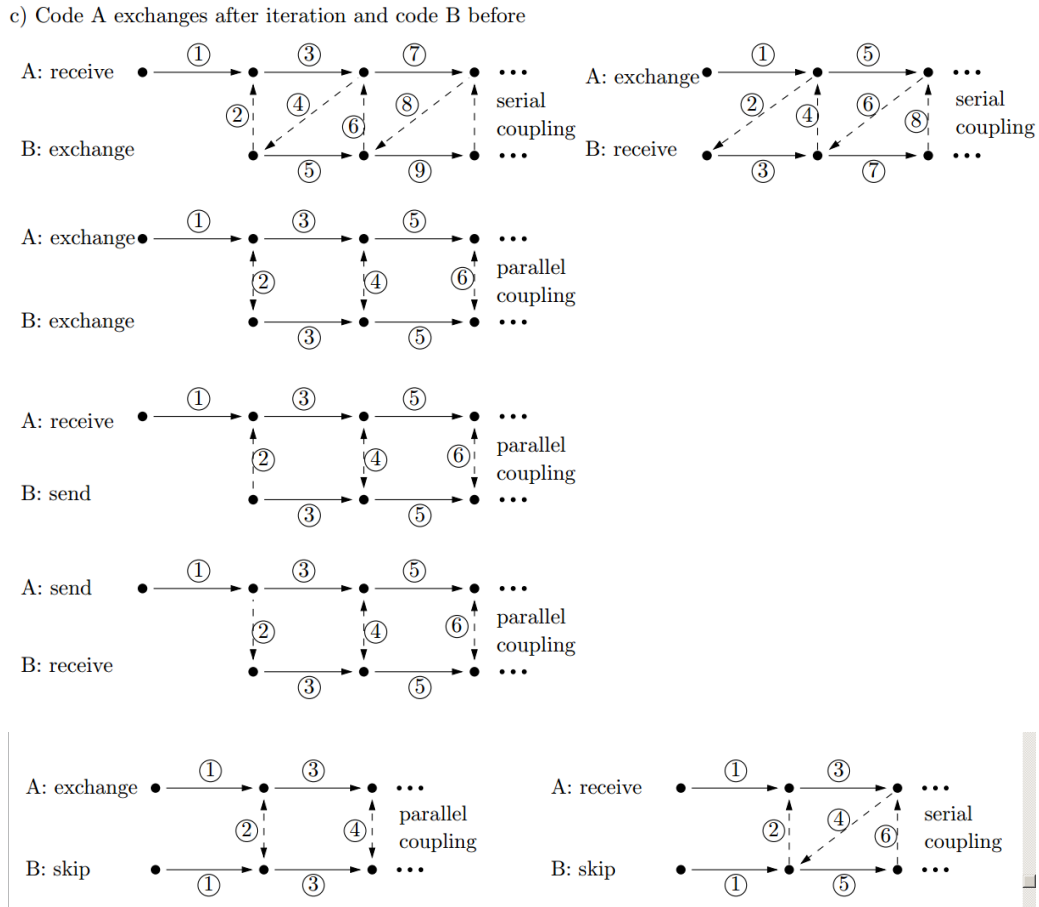 c) Code A exchanges after iteration and code B before
① ③ ⑦
A: receive •••
② ④ ⑥ ⑧ serial
coupling
B: exchange •••
⑤ ⑨
① ⑤
A: exchange •••
② ④ ⑥ ⑧ serial
coupling
B: receive •••
③ ⑦
① ③ ⑤
A: exchange •••
② ④ ⑥ parallel
coupling
B: exchange •••
③ ⑤
① ③ ⑤
A: receive •••
② ④ ⑥ parallel
coupling
B: send •••
③ ⑤
① ③ ⑤
A: send •••
② ④ ⑥ parallel
coupling
B: receive •••
③ ⑤
① ③
A: exchange •••
② ④ parallel
coupling
B: skip •••
① ③
① ③
A: receive •••
② ④ ⑥ serial
coupling
B: skip •••
① ⑤